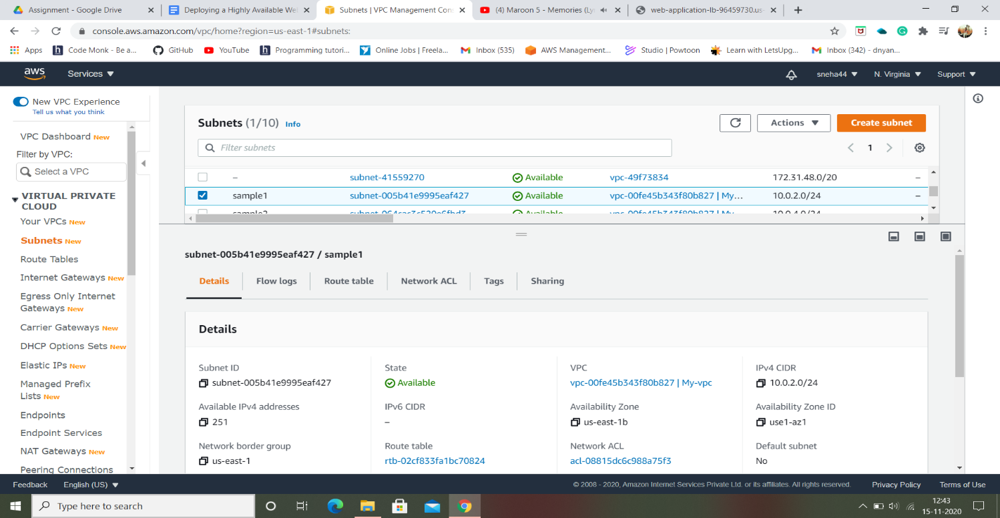 Assignment - Google Drive
Deploying a Highly Available We
Subnets | VPC Management Con
(4) Maroon 5 - Memories (Ly
web-application-lb-96459730.us-
console.aws.amazon.com/vpc/home?region=us-east-1#subnets:
Apps
Code Monk - Be a...
GitHub
YouTube
Programming tutori...
Online Jobs | Freela...
Inbox (535)
AWS Management...
Studio | Powtoon
Learn with LetsUpg...
Inbox (342) - dnyan...
aws
Services
sneha44
N. Virginia
Support
New VPC Experience
Tell us what you think
VPC Dashboard New
Filter by VPC:
Select a VPC
VIRTUAL PRIVATE
CLOUD
Your VPCs New
Subnets New
Route Tables
Internet Gateways New
Egress Only Internet
Gateways New
Carrier Gateways New
DHCP Options Sets New
Elastic IPs New
Managed Prefix
Lists New
Endpoints
Endpoint Services
NAT Gateways New
Peering Connections
Subnets (1/10) Info
Actions
Create subnet
Filter subnets
1
– subnet-41559270 Available vpc-49f73834 172.31.48.0/20 –
sample1 subnet-005b41e9995eaf427 Available vpc-00fe45b343f80b827 | My... 10.0.2.0/24 –
sample2 subnet-064cac3c520e6fbd3 Available vpc-00fe45b343f80b827 | My... 10.0.4.0/24
subnet-005b41e9995eaf427 / sample1
Details
Flow logs
Route table
Network ACL
Tags
Sharing
Details
Subnet ID
subnet-005b41e9995eaf427
State
Available
VPC
vpc-00fe45b343f80b827 | My-vpc
IPv4 CIDR
10.0.2.0/24
Available IPv4 addresses
251
IPv6 CIDR
–
Availability Zone
us-east-1b
Availability Zone ID
use1-az1
Network border group
us-east-1
Route table
rtb-02cf833fa1bc70824
Network ACL
acl-08815dc6c988a75f3
Default subnet
No
Feedback
English (US)
© 2008 - 2020, Amazon Internet Services Private Ltd. or its affiliates. All rights reserved.
Privacy Policy
Terms of Use
Type here to search
12:43
15-11-2020